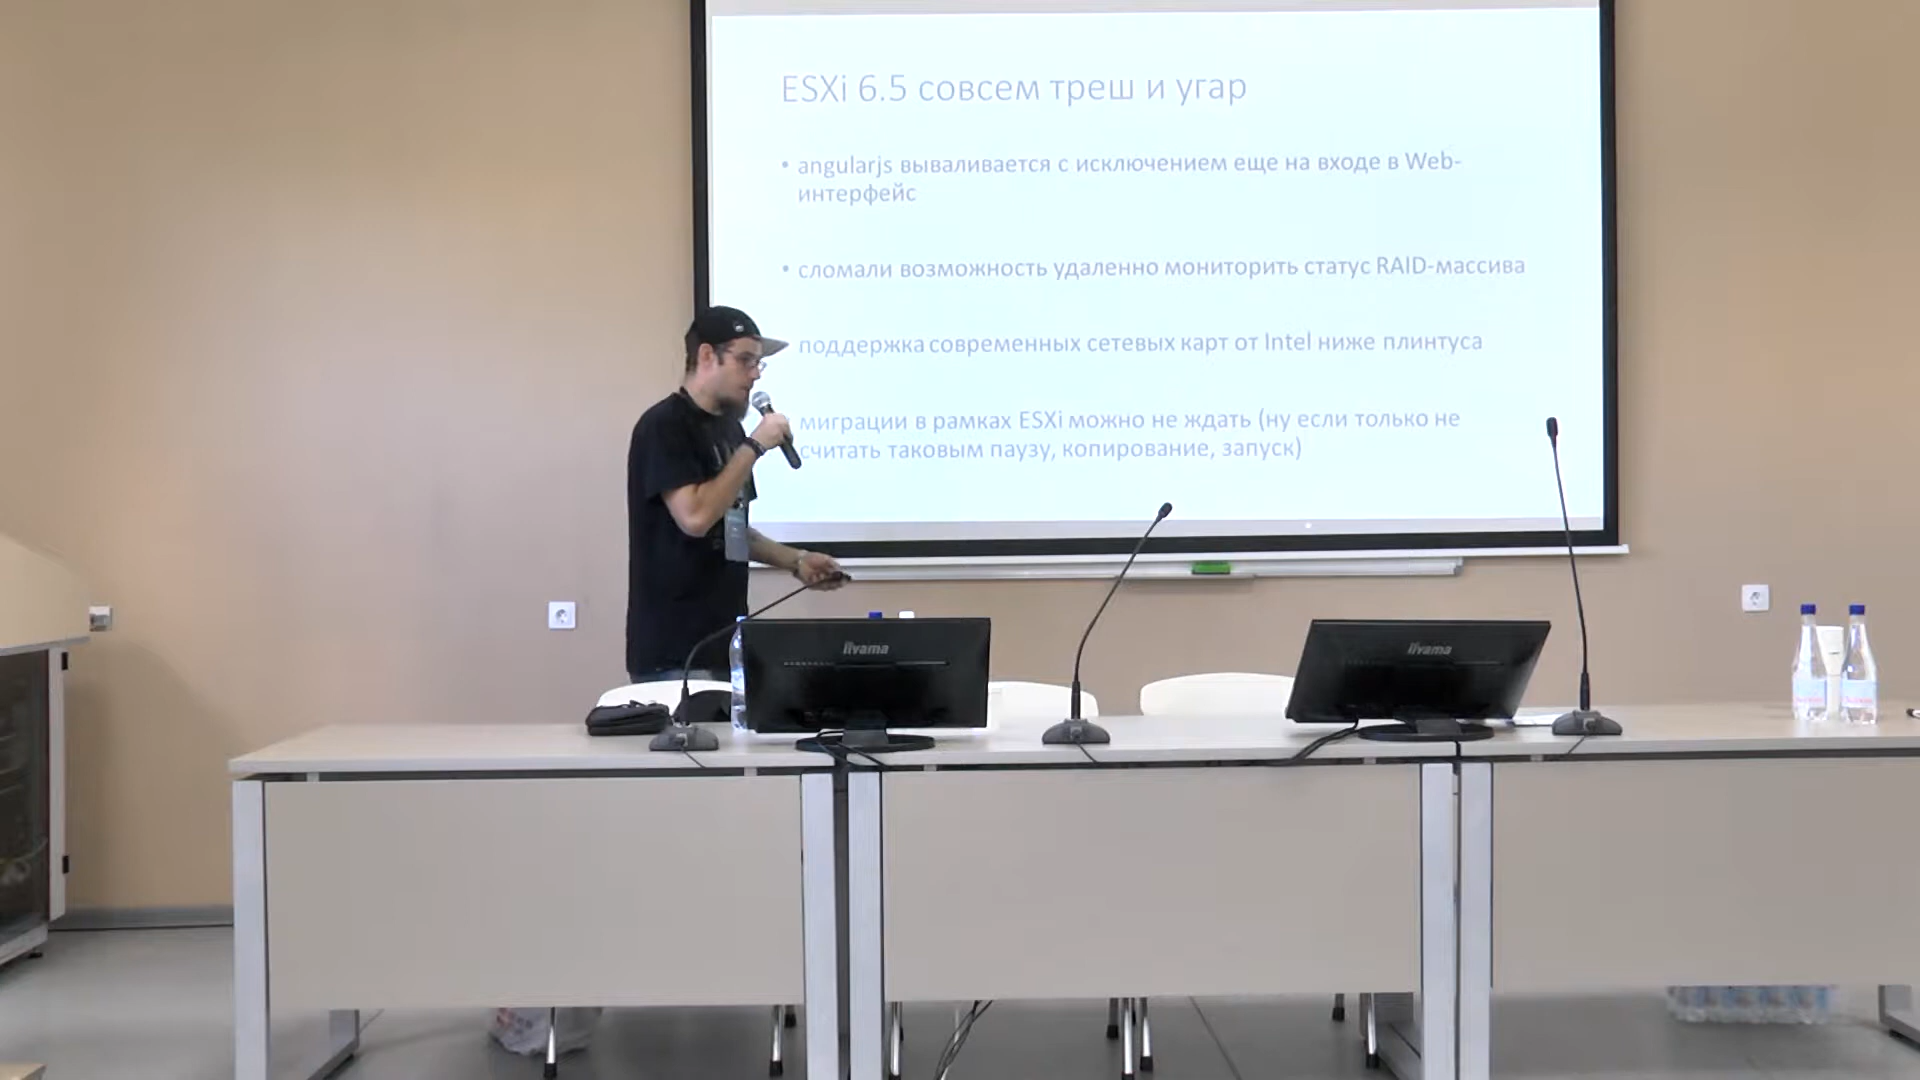 ESXi 6.5 совсем треш и угар
• angularjs вываливается с исключением еще на входе в Web-
интерфейс
• сломали возможность удаленно мониторить статус RAID-массива
поддержка современных сетевых карт от Intel ниже плинтуса
миграции в рамках ESXi можно не ждать (ну если только не
считать таковым паузу, копирование, запуск)
iiyama
iiyama